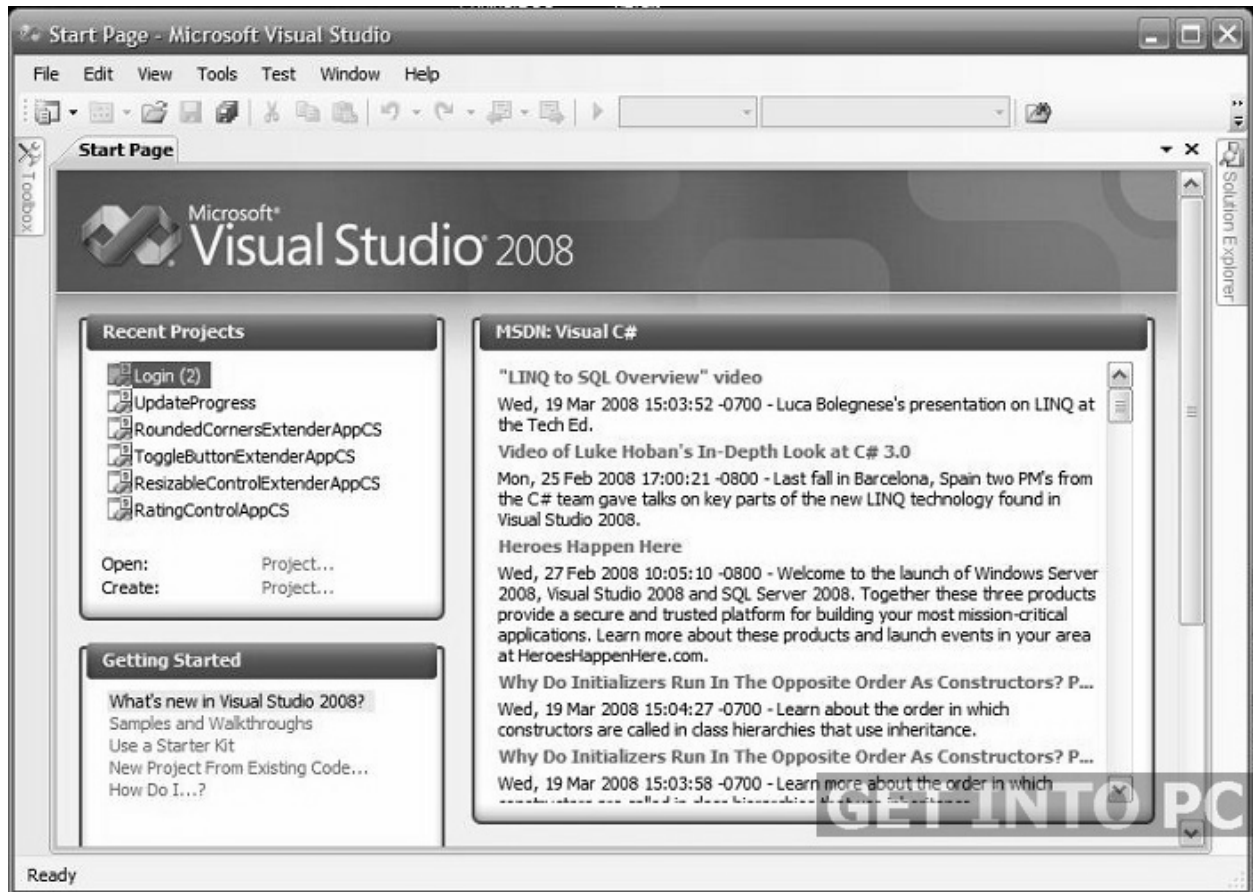 Start Page - Microsoft Visual Studio
File Edit View Tools Test Window Help
Toolbox
Start Page
Solution Explorer
Microsoft®
Visual Studio® 2008
Recent Projects
Login (2)
UpdateProgress
RoundedCornersExtenderAppCS
ToggleButtonExtenderAppCS
ResizableControlExtenderAppCS
RatingControlAppCS
Open: Project...
Create: Project...
Getting Started
What's new in Visual Studio 2008?
Samples and Walkthroughs
Use a Starter Kit
New Project From Existing Code...
How Do I...?
MSDN: Visual C#
"LINQ to SQL Overview" video
Wed, 19 Mar 2008 15:03:52 -0700 - Luca Bolegnese's presentation on LINQ at
the Tech Ed.
Video of Luke Hoban's In-Depth Look at C# 3.0
Mon, 25 Feb 2008 17:00:21 -0800 - Last fall in Barcelona, Spain two PM's from
the C# team gave talks on key parts of the new LINQ technology found in
Visual Studio 2008.
Heroes Happen Here
Wed, 27 Feb 2008 10:05:10 -0800 - Welcome to the launch of Windows Server
2008, Visual Studio 2008 and SQL Server 2008. Together these three products
provide a secure and trusted platform for building your most mission-critical
applications. Learn more about these products and launch events in your area
at HeroesHappenHere.com.
Why Do Initializers Run In The Opposite Order As Constructors? P...
Wed, 19 Mar 2008 15:04:27 -0700 - Learn about the order in which
constructors are called in class hierarchies that use inheritance.
Why Do Initializers Run In The Opposite Order As Constructors? P...
Wed, 19 Mar 2008 15:03:58 -0700 - Learn more about the order in which
GET INTO PC
Ready